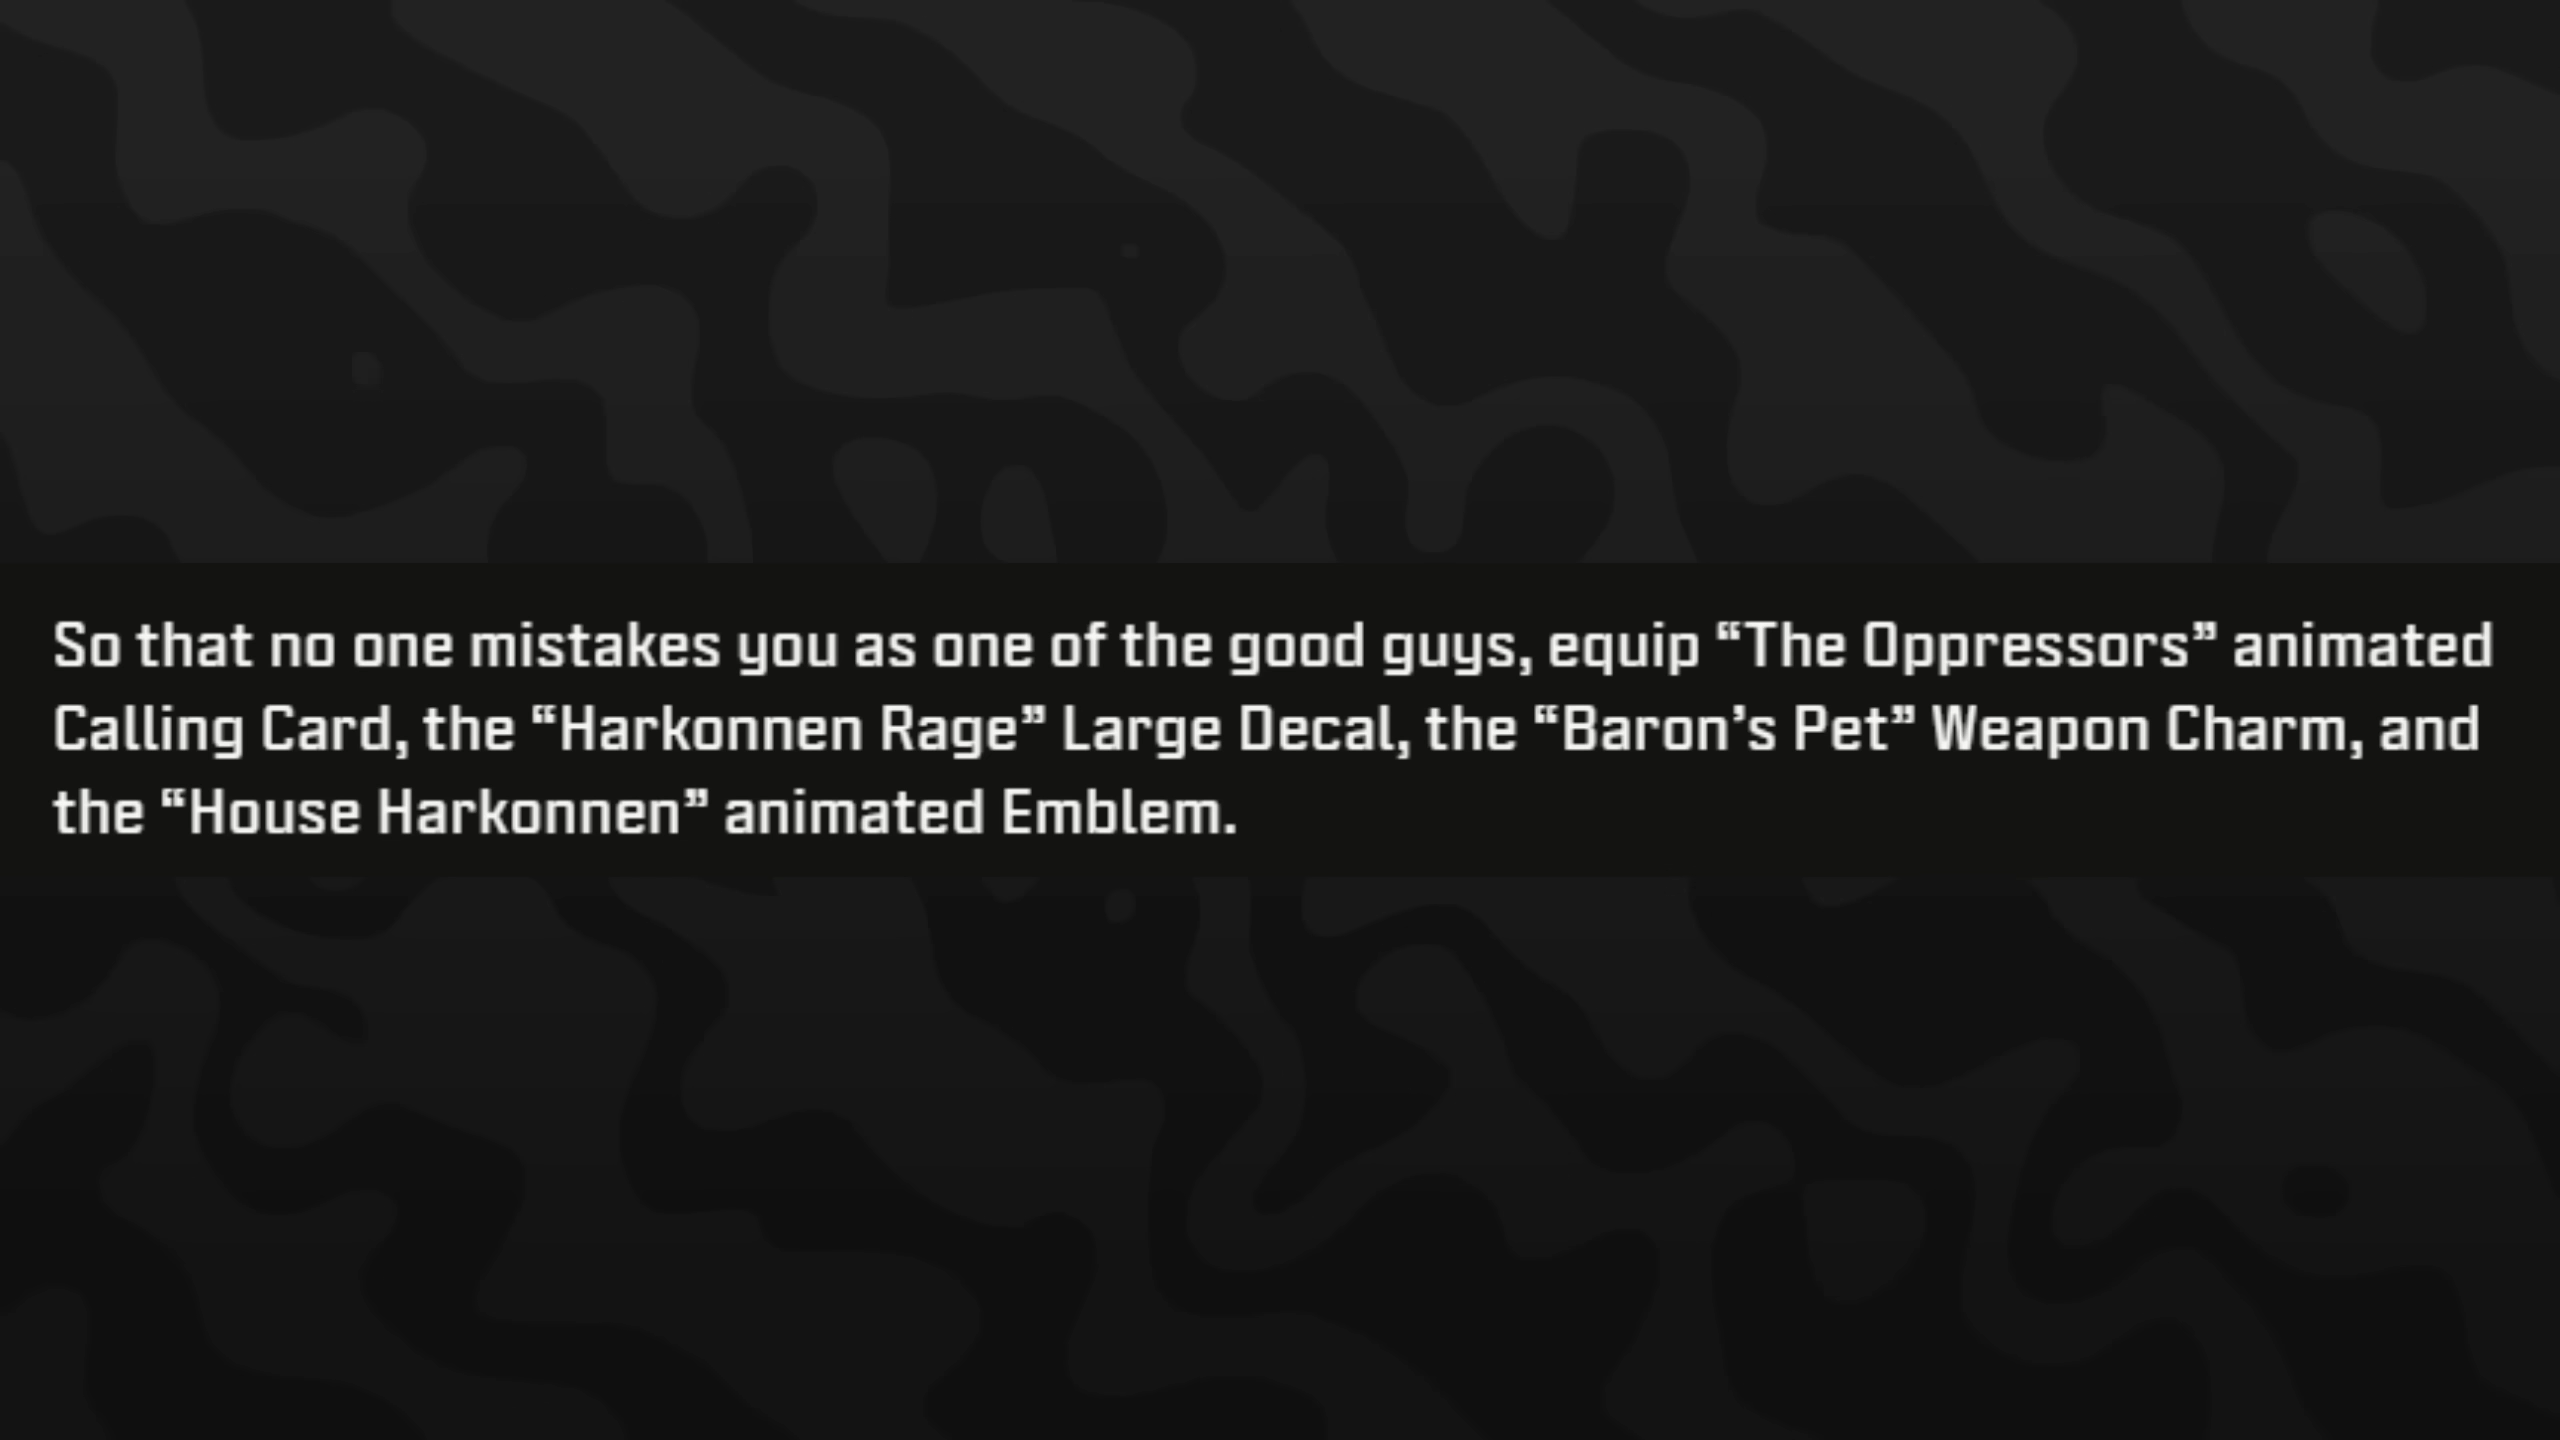 So that no one mistakes you as one of the good guys, equip “The Oppressors” animated
Calling Card, the “Harkonnen Rage” Large Decal, the “Baron’s Pet” Weapon Charm, and
the “House Harkonnen” animated Emblem.